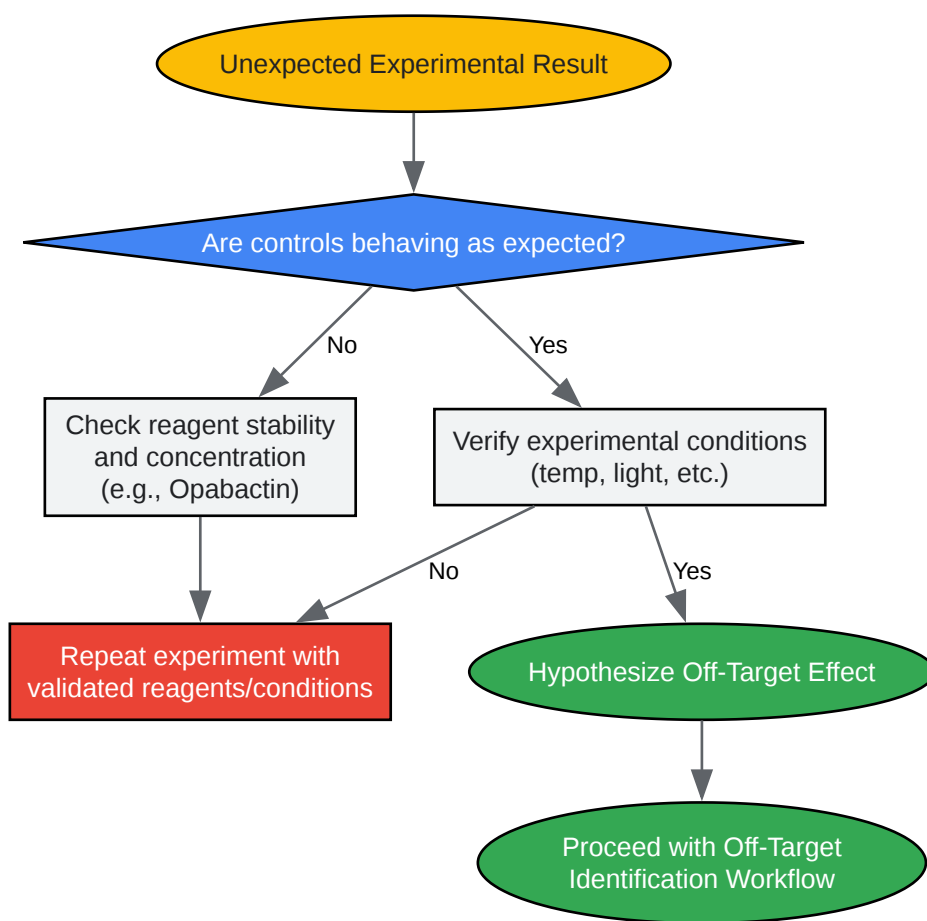 Unexpected Experimental Result
Are controls behaving as expected?
No
Yes
Check reagent stability
and concentration
(e.g., Opabactin)
Verify experimental conditions
(temp, light, etc.)
No
Yes
Repeat experiment with
validated reagents/conditions
Hypothesize Off-Target Effect
Proceed with Off-Target
Identification Workflow